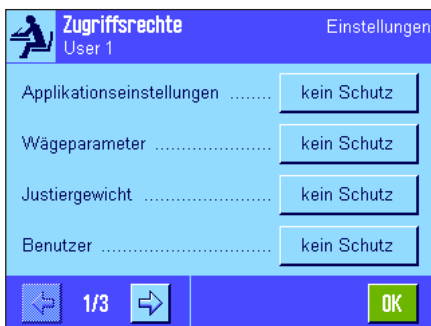 Zugriffsrechte Einstellungen
User 1
Applikationseinstellungen ........ kein Schutz
Wägeparameter ...................... kein Schutz
Justiergewicht ........................ kein Schutz
Benutzer ................................ kein Schutz
1/3 OK